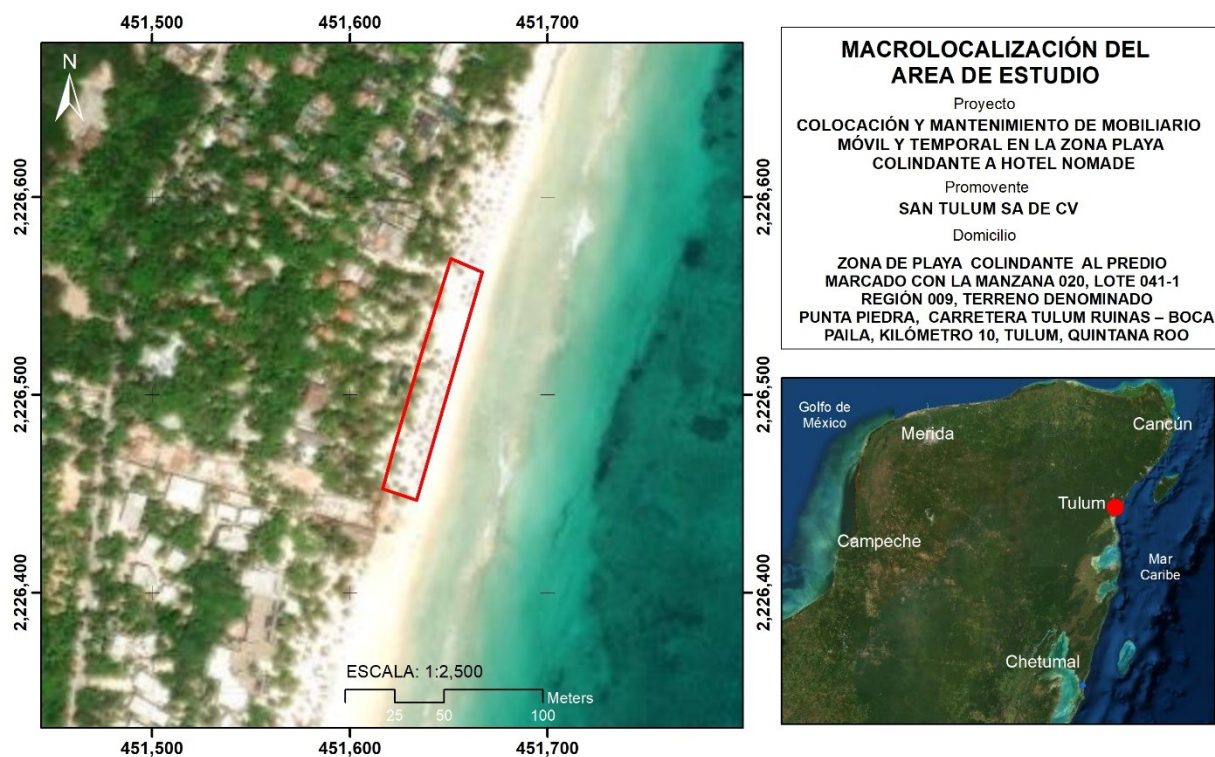 451,500
451,600
451,700
N
2,226,600
2,226,500
2,226,400
2,226,600
2,226,500
2,226,400
ESCALA: 1:2,500
Meters
25
50
100
451,500
451,600
451,700
MACROLOCALIZACIÓN DEL
AREA DE ESTUDIO
Proyecto
COLOCACIÓN Y MANTENIMIENTO DE MOBILIARIO
MÓVIL Y TEMPORAL EN LA ZONA PLAYA
COLINDANTE A HOTEL NOMADE
Promovente
SAN TULUM SA DE CV
Domicilio
ZONA DE PLAYA COLINDANTE AL PREDIO
MARCADO CON LA MANZANA 020, LOTE 041-1
REGIÓN 009, TERRENO DENOMINADO
PUNTA PIEDRA, CARRETERA TULUM RUINAS – BOCA
PAILA, KILÓMETRO 10, TULUM, QUINTANA ROO
Golfo de
México
Merida
Cancún
Tulum
Campeche
Mar
Caribe
Chetumal